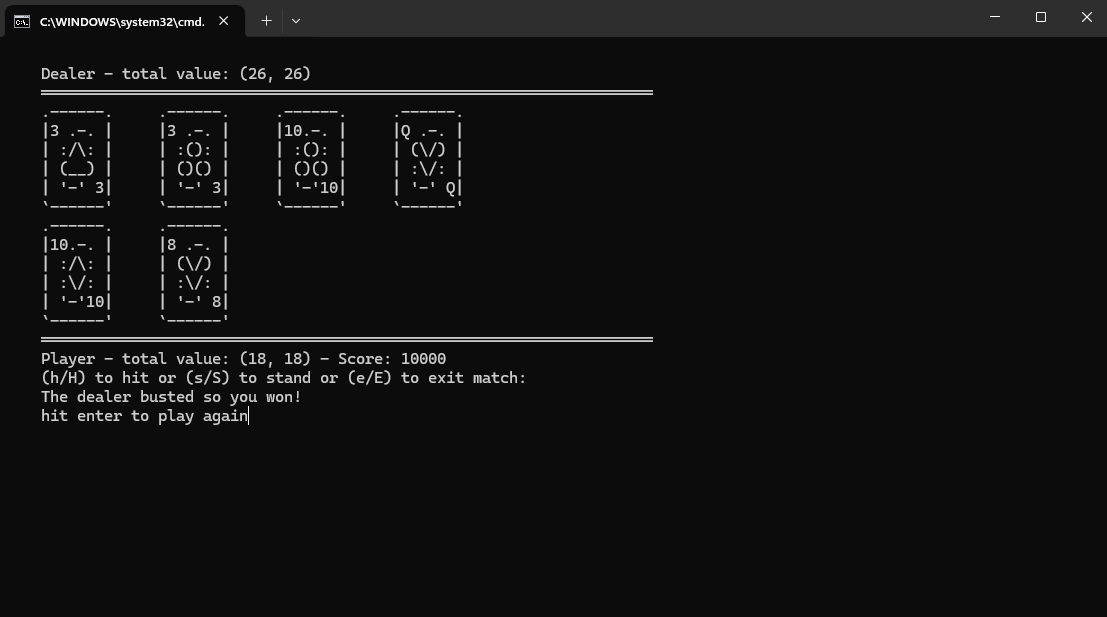 C:\WINDOWS\system32\cmd.
Dealer - total value: (26, 26)
════════════════════════════════════════════════════════════════════
.------.     .------.     .------.     .------.
|3 .-. |     |3 .-. |     |10.-. |     |Q .-. |
| :/\: |     | :(): |     | :(): |     | (\/) |
| (__) |     | ()() |     | ()() |     | :\/: |
| '-' 3|     | '-' 3|     | '-'10|     | '-' Q|
`------'     `------'     `------'     `------'
.------.     .------.
|10.-. |     |8 .-. |
| :/\: |     | (\/) |
| :\/: |     | :\/: |
| '-'10|     | '-' 8|
`------'     `------'
════════════════════════════════════════════════════════════════════
Player - total value: (18, 18) - Score: 10000
(h/H) to hit or (s/S) to stand or (e/E) to exit match:
The dealer busted so you won!
hit enter to play again